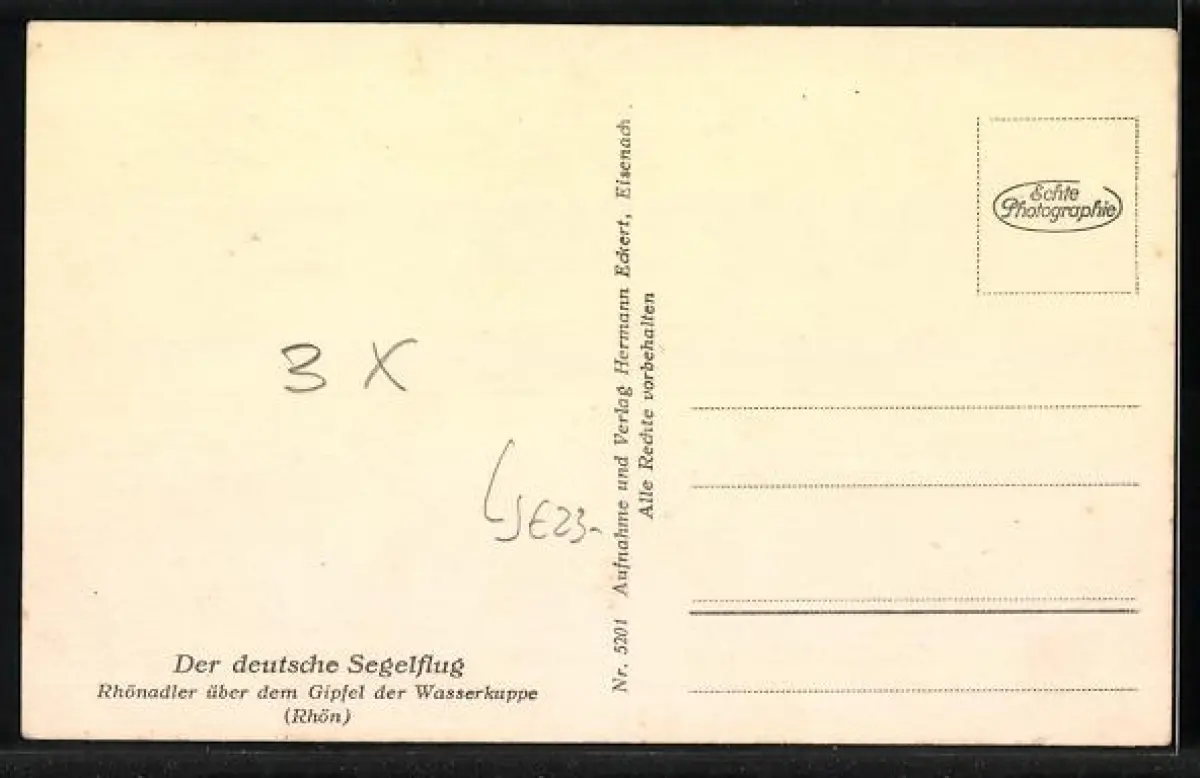 3 X
Der deutsche Segelflug
Rhönadler über dem Gipfel der Wasserkuppe
(Rhön)
Nr. 5201 Aufnahme und Verlag Hermann Eckert, Eisenach
Alle Rechte vorbehalten
Echte
Photographie